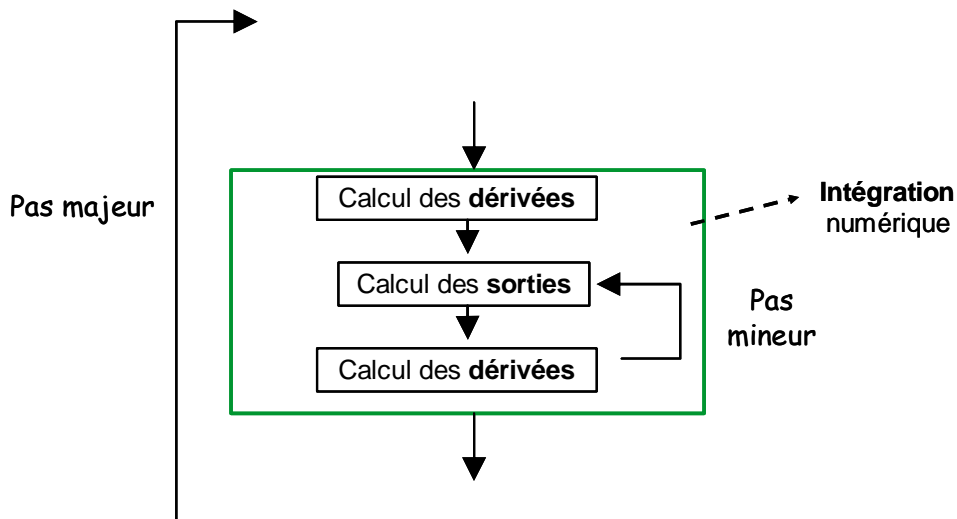 Pas majeur
Calcul des dérivées
Calcul des sorties
Calcul des dérivées
Intégration
numérique
Pas
mineur